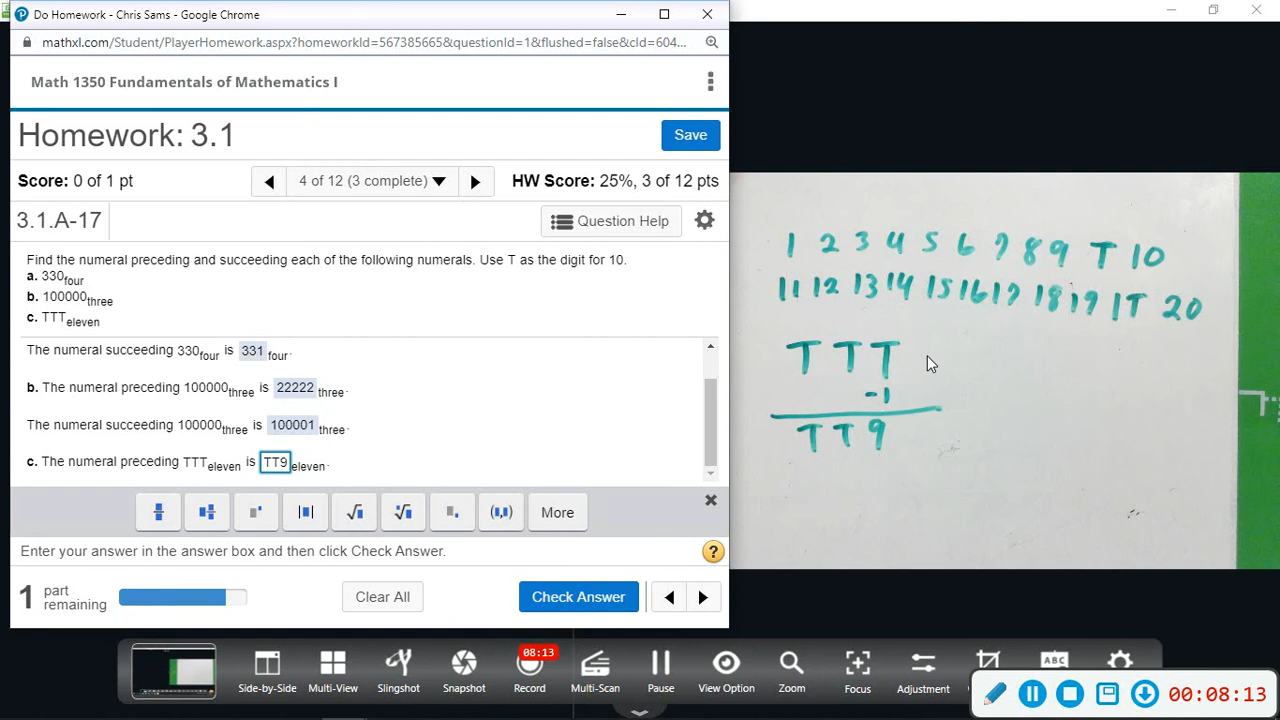 Do Homework - Chris Sams- Google Chrome
mathxl.com/Student/PlayerHomework.aspx?homeworkId=567385665&questionId=1&flushed=false&cId=604...
Math 1350 Fundamentals of Mathematics I
Homework: 3.1
Save
Score: 0 of 1 pt
4 of 12 (3 complete)
HW Score: 25%, 3 of 12 pts
3.1.A-17
Question Help
Find the numeral preceding and succeeding each of the following numerals. Use T as the digit for 10.
a. 330four
b. 100000three
c. TTTeleven
The numeral succeeding 330four is 331 four.
b. The numeral preceding 100000three is 22222 three.
The numeral succeeding 100000three is 100001 three.
c. The numeral preceding TTTeleven is TT9 eleven.
More
Enter your answer in the answer box and then click Check Answer.
?
1 part remaining
Clear All
Check Answer
1 2 3 4 5 6 7 8 9 T 10
11 12 13 14 15 16 17 18 19 1T 20
T T T
-1
T T 9
Side-by-Side
Multi-View
Slingshot
Snapshot
08:13
Record
Pause
View Option
Zoom
Focus
Adjustment
ABC
00:08:13